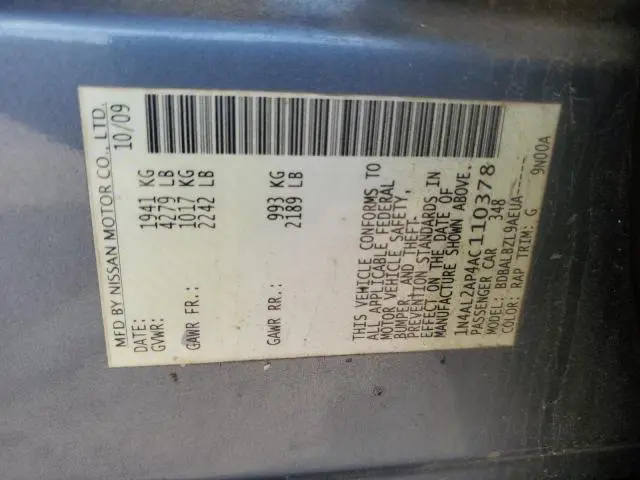 MFD BY NISSAN MOTOR CO., LTD.
DATE: 10/09
GVWR: 1941 KG
4279 LB
GAWR FR.: 1017 KG
2242 LB
GAWR RR.: 993 KG
2189 LB
THIS VEHICLE CONFORMS TO
ALL APPLICABLE FEDERAL
MOTOR VEHICLE SAFETY,
BUMPER, AND THEFT-
PREVENTION STANDARDS IN
EFFECT ON THE DATE OF
MANUFACTURE SHOWN ABOVE.
1N4AL2AP4AC110378
PASSENGER CAR 348
MODEL: BDBALBZL9AEUA-----
COLOR: RAP TRIM: G 9N00A